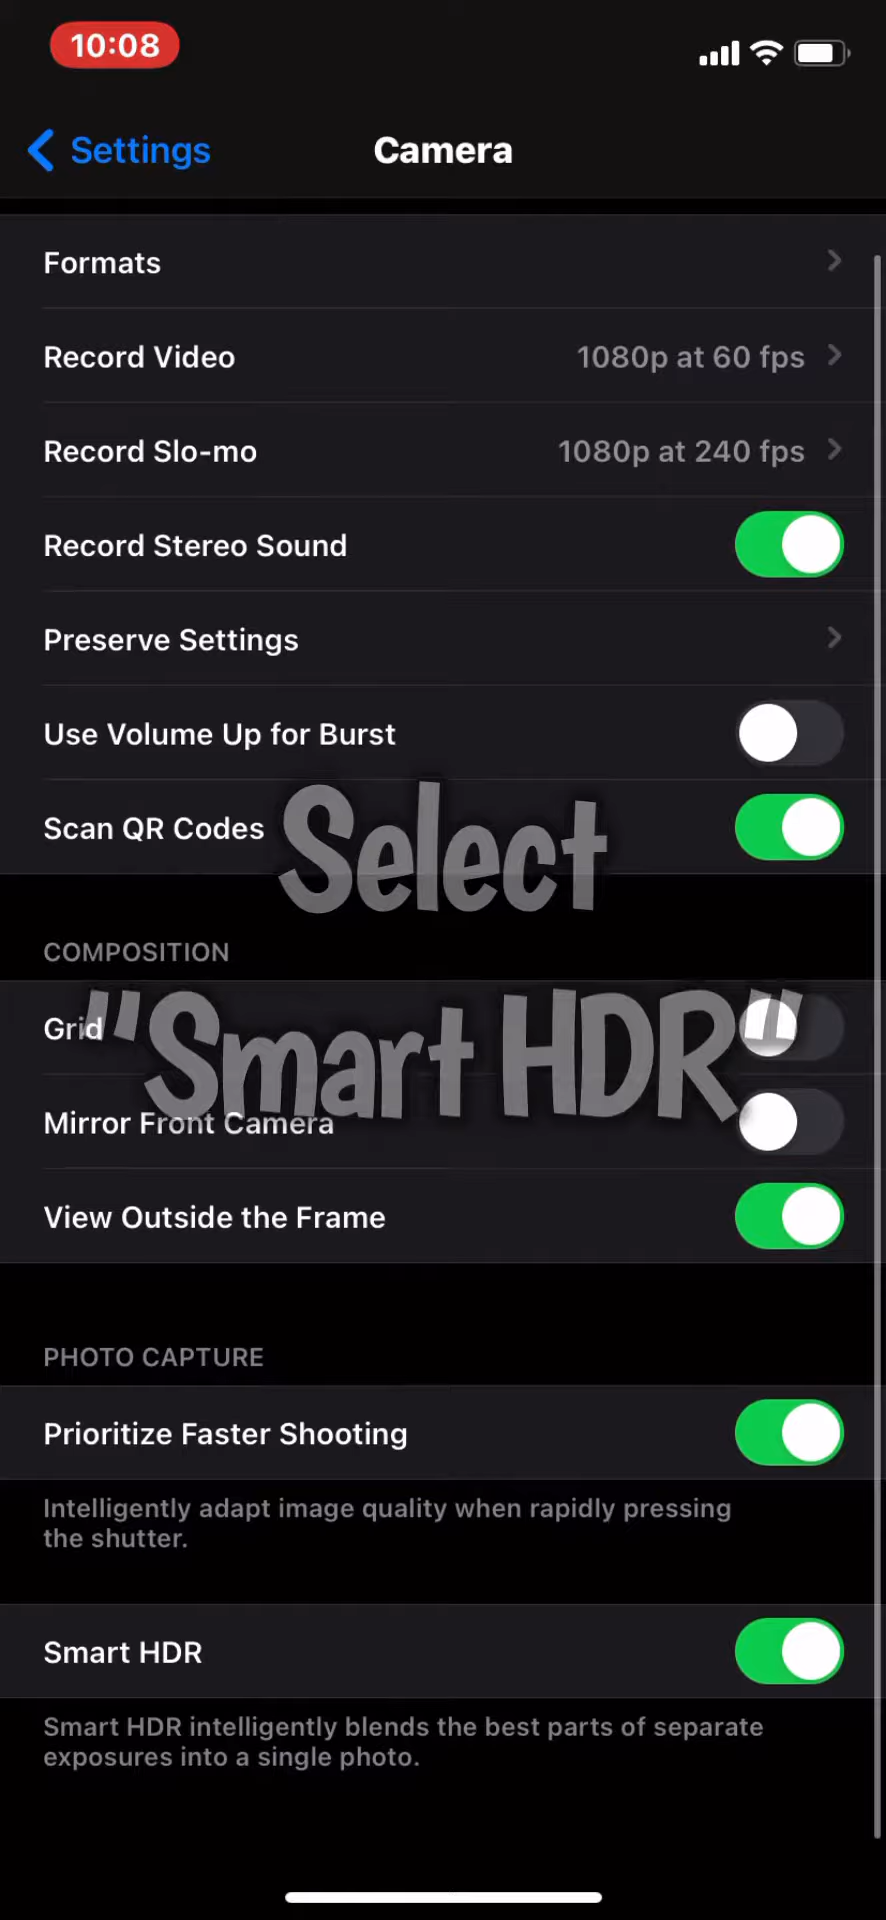 10:08
Settings
Camera
Formats
Record Video 1080p at 60 fps
Record Slo-mo 1080p at 240 fps
Record Stereo Sound
Preserve Settings
Use Volume Up for Burst
Scan QR Codes
Select
COMPOSITION
Grid
"Smart HDR"
Mirror Front Camera
View Outside the Frame
PHOTO CAPTURE
Prioritize Faster Shooting
Intelligently adapt image quality when rapidly pressing
the shutter.
Smart HDR
Smart HDR intelligently blends the best parts of separate
exposures into a single photo.